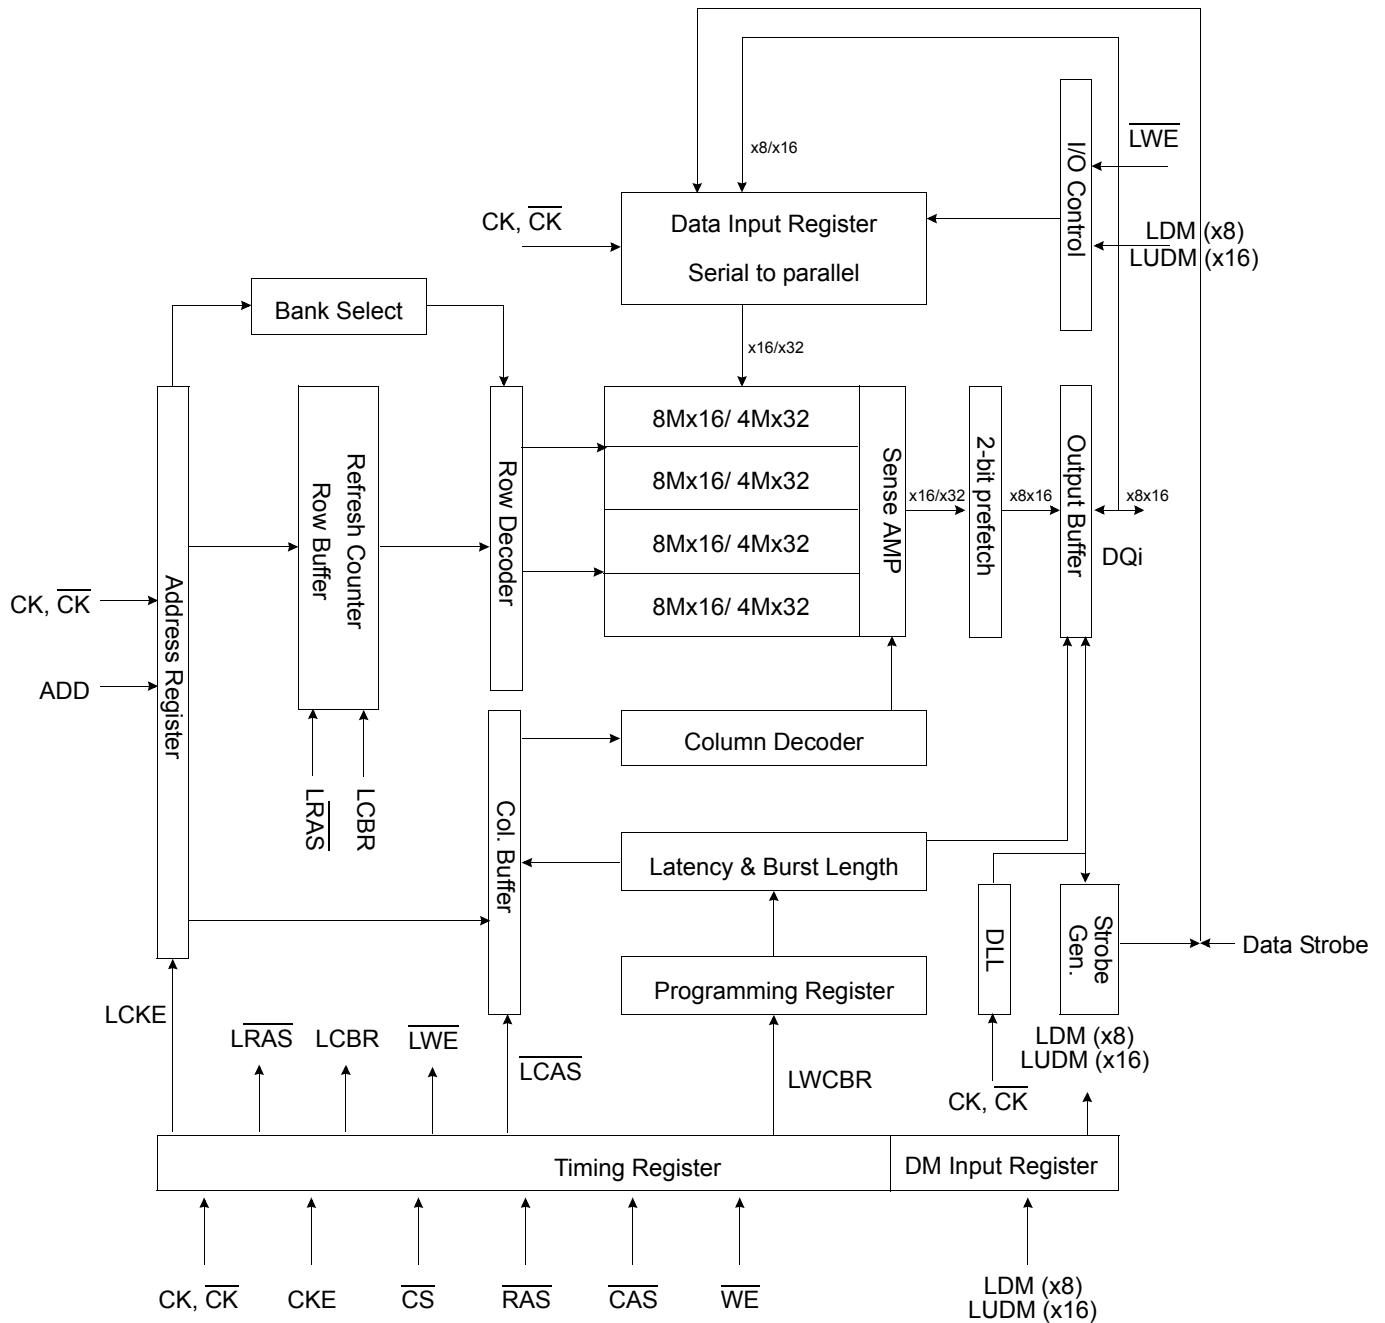 x8/x16
LWE
I/O Control
CK, CK
Data Input Register
Serial to parallel
LDM (x8)
LUDM (x16)
Bank Select
x16/x32
8Mx16/ 4Mx32
8Mx16/ 4Mx32
8Mx16/ 4Mx32
8Mx16/ 4Mx32
Refresh Counter
Row Buffer
Row Decoder
Sense AMP
x16/x32
2-bit prefetch
x8x16
Output Buffer
x8x16
DQi
CK, CK
ADD
Address Register
LRAS
LCBR
Col. Buffer
Column Decoder
Latency & Burst Length
DLL
Strobe
Gen.
Data Strobe
Programming Register
LCKE
LRAS
LCBR
LWE
LCAS
LWCBR
CK, CK
LDM (x8)
LUDM (x16)
Timing Register
DM Input Register
CK, CK
CKE
CS
RAS
CAS
WE
LDM (x8)
LUDM (x16)